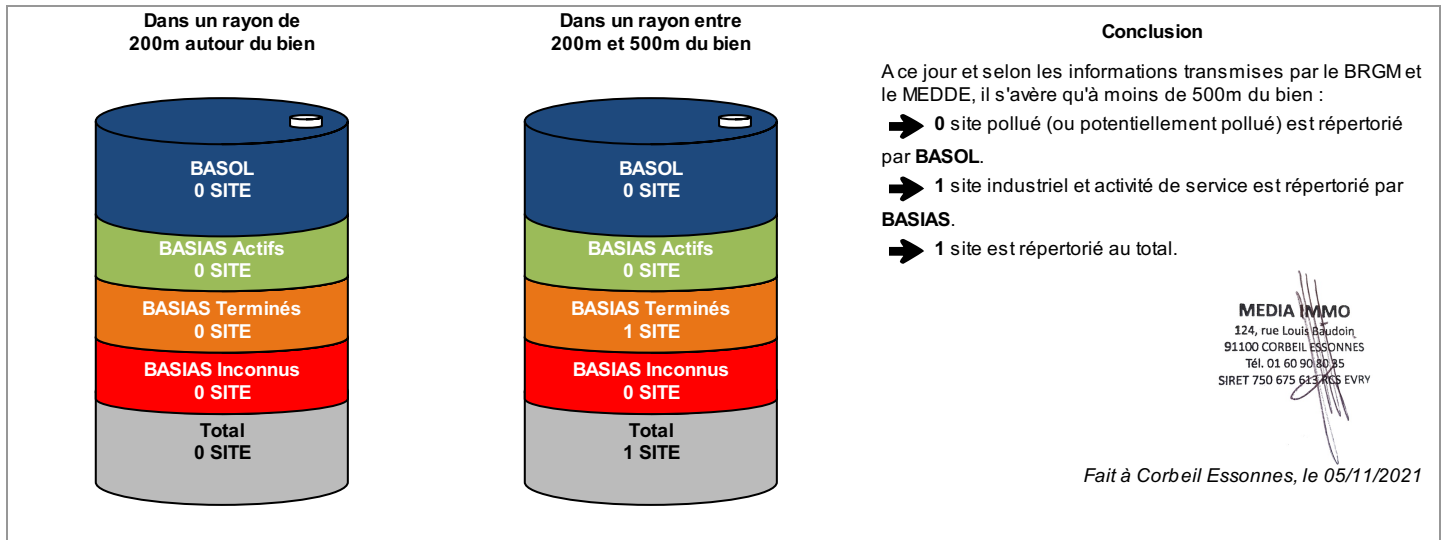 Dans un rayon de
200m autour du bien
BASOL
0 SITE
BASIAS Actifs
0 SITE
BASIAS Terminés
0 SITE
BASIAS Inconnus
0 SITE
Total
0 SITE
Dans un rayon entre
200m et 500m du bien
BASOL
0 SITE
BASIAS Actifs
0 SITE
BASIAS Terminés
1 SITE
BASIAS Inconnus
0 SITE
Total
1 SITE
Conclusion
A ce jour et selon les informations transmises par le BRGM et
le MEDDE, il s'avère qu'à moins de 500m du bien :
0 site pollué (ou potentiellement pollué) est répertorié
par BASOL.
1 site industriel et activité de service est répertorié par
BASIAS.
1 site est répertorié au total.
MEDIA IMMO
124, rue Louis Baudoin
91100 CORBEIL ESSONNES
Tél. 01 60 90 80 85
SIRET 750 675 613 RCS EVRY
Fait à Corbeil Essonnes, le 05/11/2021